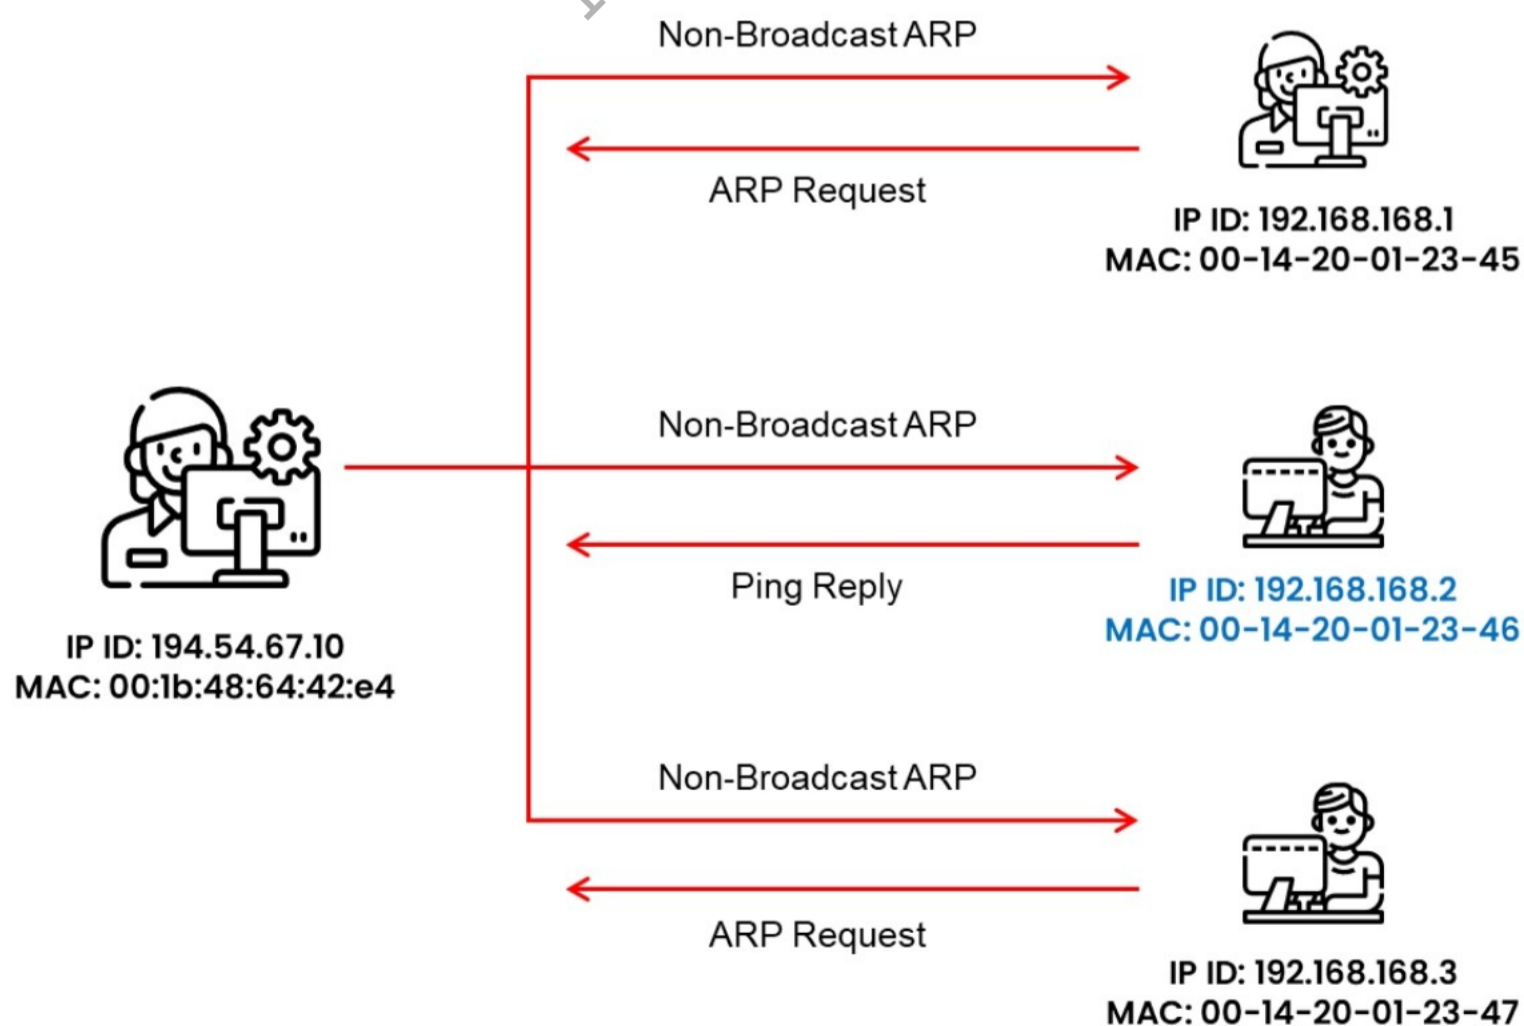 Non-Broadcast ARP
ARP Request
IP ID: 192.168.168.1
MAC: 00-14-20-01-23-45
Non-Broadcast ARP
Ping Reply
IP ID: 192.168.168.2
MAC: 00-14-20-01-23-46
IP ID: 194.54.67.10
MAC: 00:1b:48:64:42:e4
Non-Broadcast ARP
ARP Request
IP ID: 192.168.168.3
MAC: 00-14-20-01-23-47